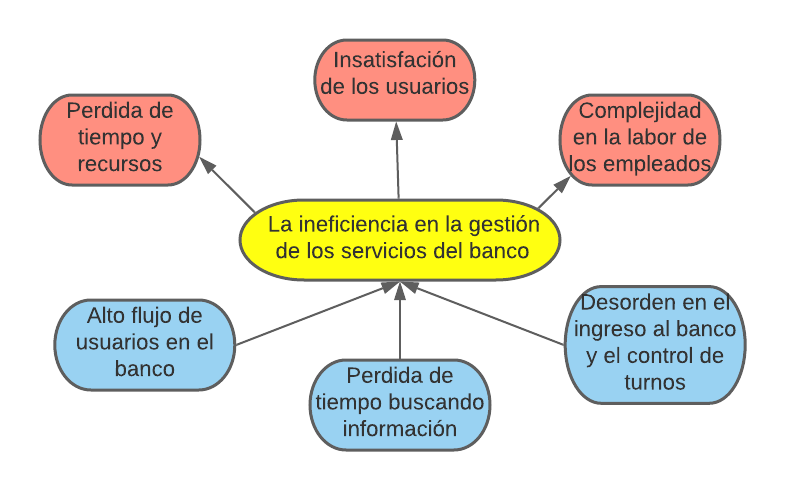 Insatisfación
de los usuarios
Perdida de
tiempo y
recursos
Complejidad
en la labor de
los empleados
La ineficiencia en la gestión
de los servicios del banco
Alto flujo de
usuarios en el
banco
Perdida de
tiempo buscando
información
Desorden en el
ingreso al banco
y el control de
turnos